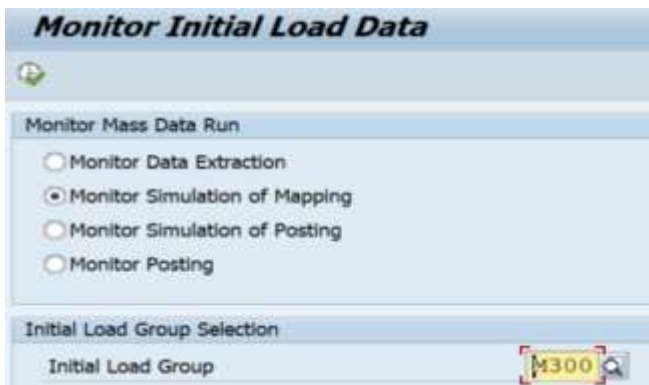 Monitor Initial Load Data
Monitor Mass Data Run
Monitor Data Extraction
Monitor Simulation of Mapping
Monitor Simulation of Posting
Monitor Posting
Initial Load Group Selection
Initial Load Group M300